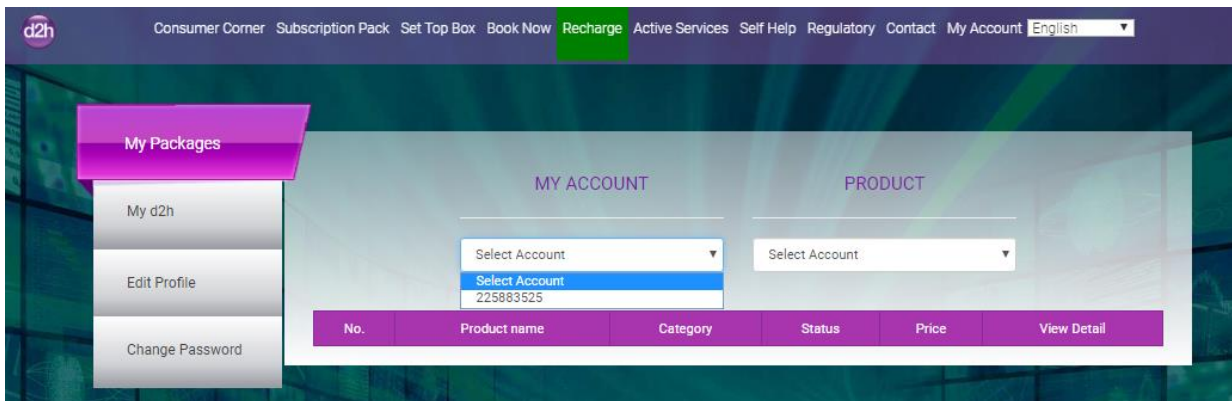 d2h
Consumer Corner Subscription Pack Set Top Box Book Now Recharge Active Services Self Help Regulatory Contact My Account English
My Packages
My d2h
Edit Profile
Change Password
MY ACCOUNT PRODUCT
Select Account Select Account
Select Account
225883525
No. Product name Category Status Price View Detail